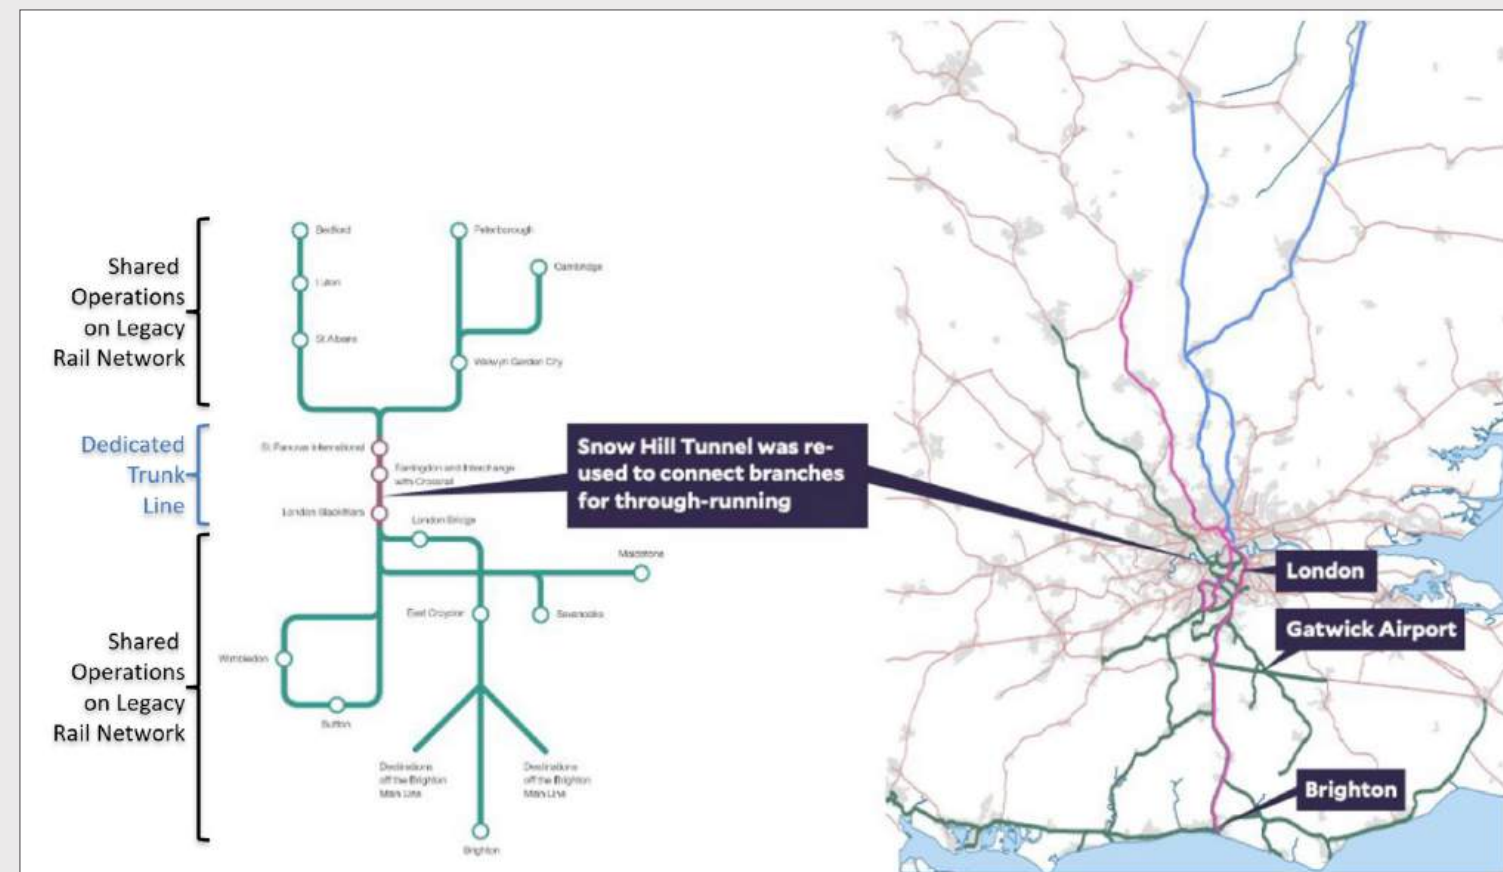 Shared
Operations
on Legacy
Rail Network
Dedicated
Trunk
Line
Shared
Operations
on Legacy
Rail Network
Bedford
Luton
St Albans
Peterborough
Cambridge
Welwyn Garden City
St Pancras International
Farringdon and Interchange
with Crossrail
London Blackfriars
London Bridge
Maidstone
East Croydon
Sevenoaks
Wimbledon
Sutton
Destinations
off the Brighton
Main Line
Destinations
off the Brighton
Main Line
Brighton
Snow Hill Tunnel was re-
used to connect branches
for through-running
London
Gatwick Airport
Brighton